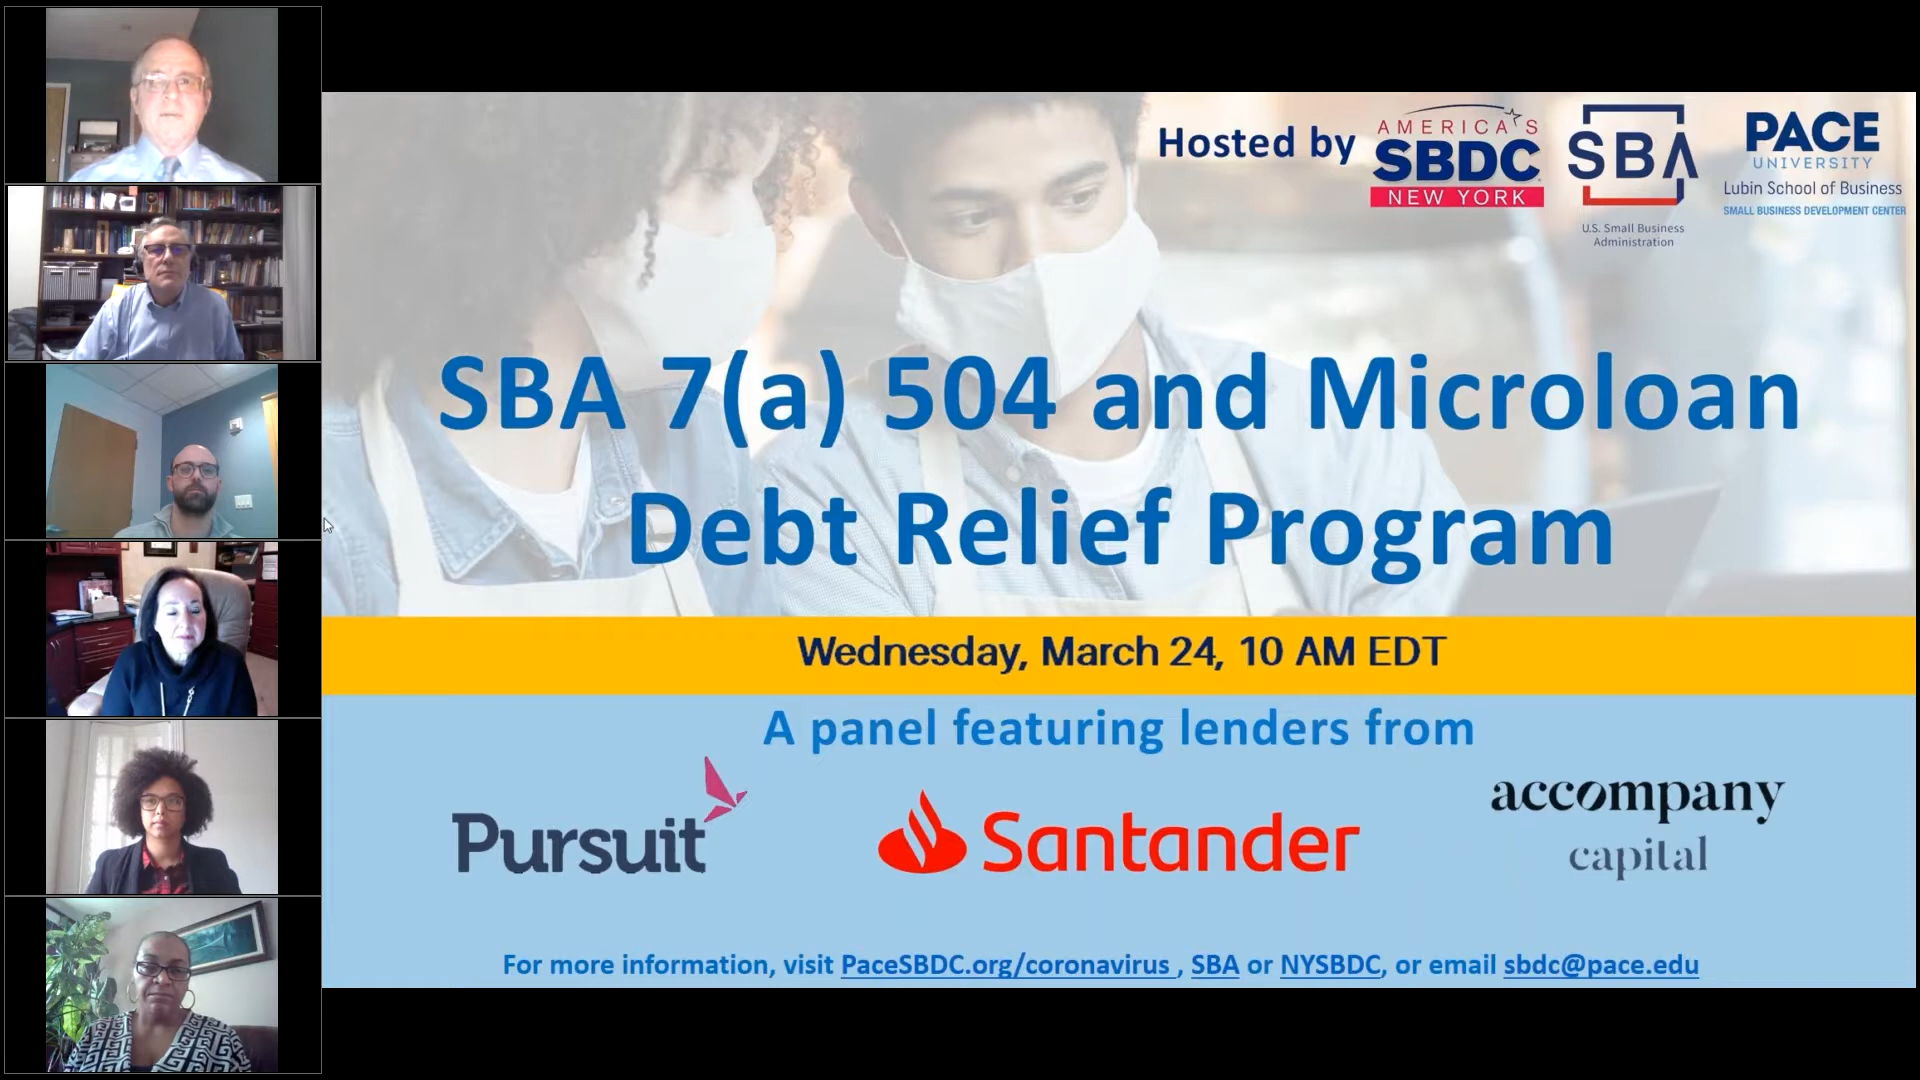 Hosted by
AMERICA'S
SBDC
NEW YORK
SBA
U.S. Small Business
Administration
PACE
UNIVERSITY
Lubin School of Business
SMALL BUSINESS DEVELOPMENT CENTER
SBA 7(a) 504 and Microloan
Debt Relief Program
Wednesday, March 24, 10 AM EDT
A panel featuring lenders from
Pursuit
Santander
accompany
capital
For more information, visit PaceSBDC.org/coronavirus , SBA or NYSBDC, or email sbdc@pace.edu